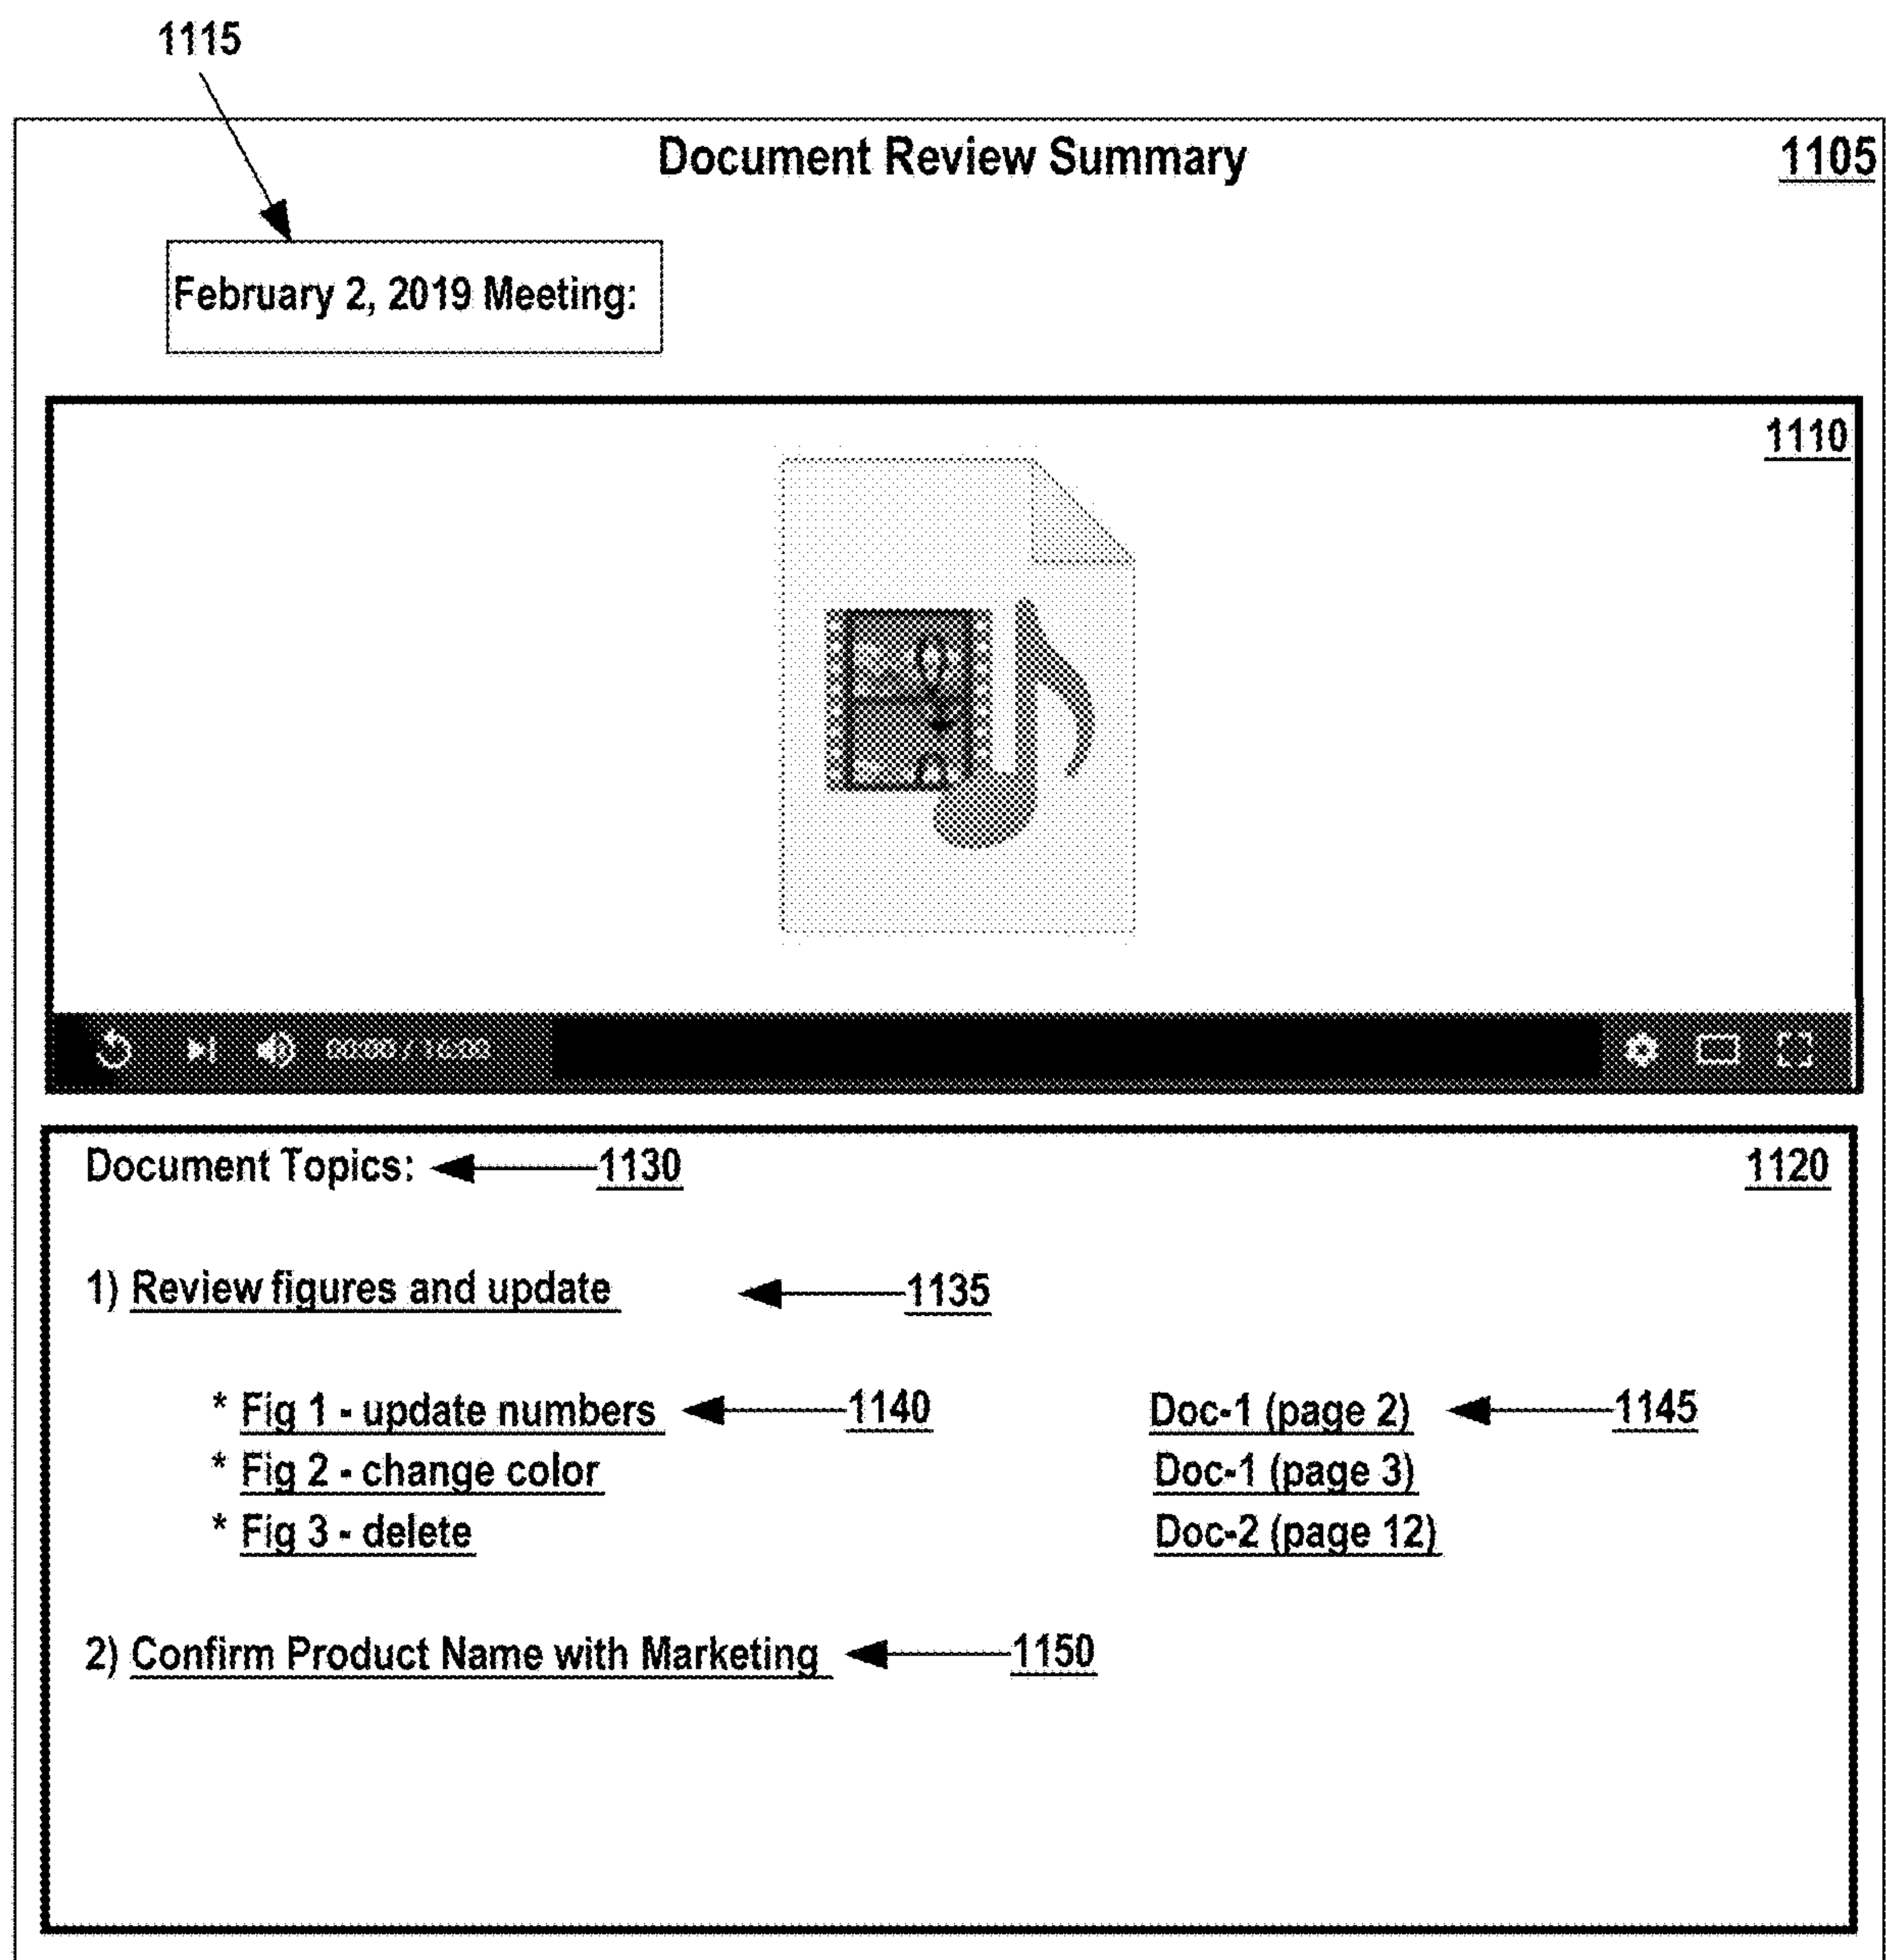 1115
Document Review Summary 1105
February 2, 2019 Meeting:
1110
Document Topics: 1130 1120
1) Review figures and update 1135
* Fig 1 - update numbers 1140 Doc-1 (page 2) 1145
* Fig 2 - change color Doc-1 (page 3)
* Fig 3 - delete Doc-2 (page 12)
2) Confirm Product Name with Marketing 1150